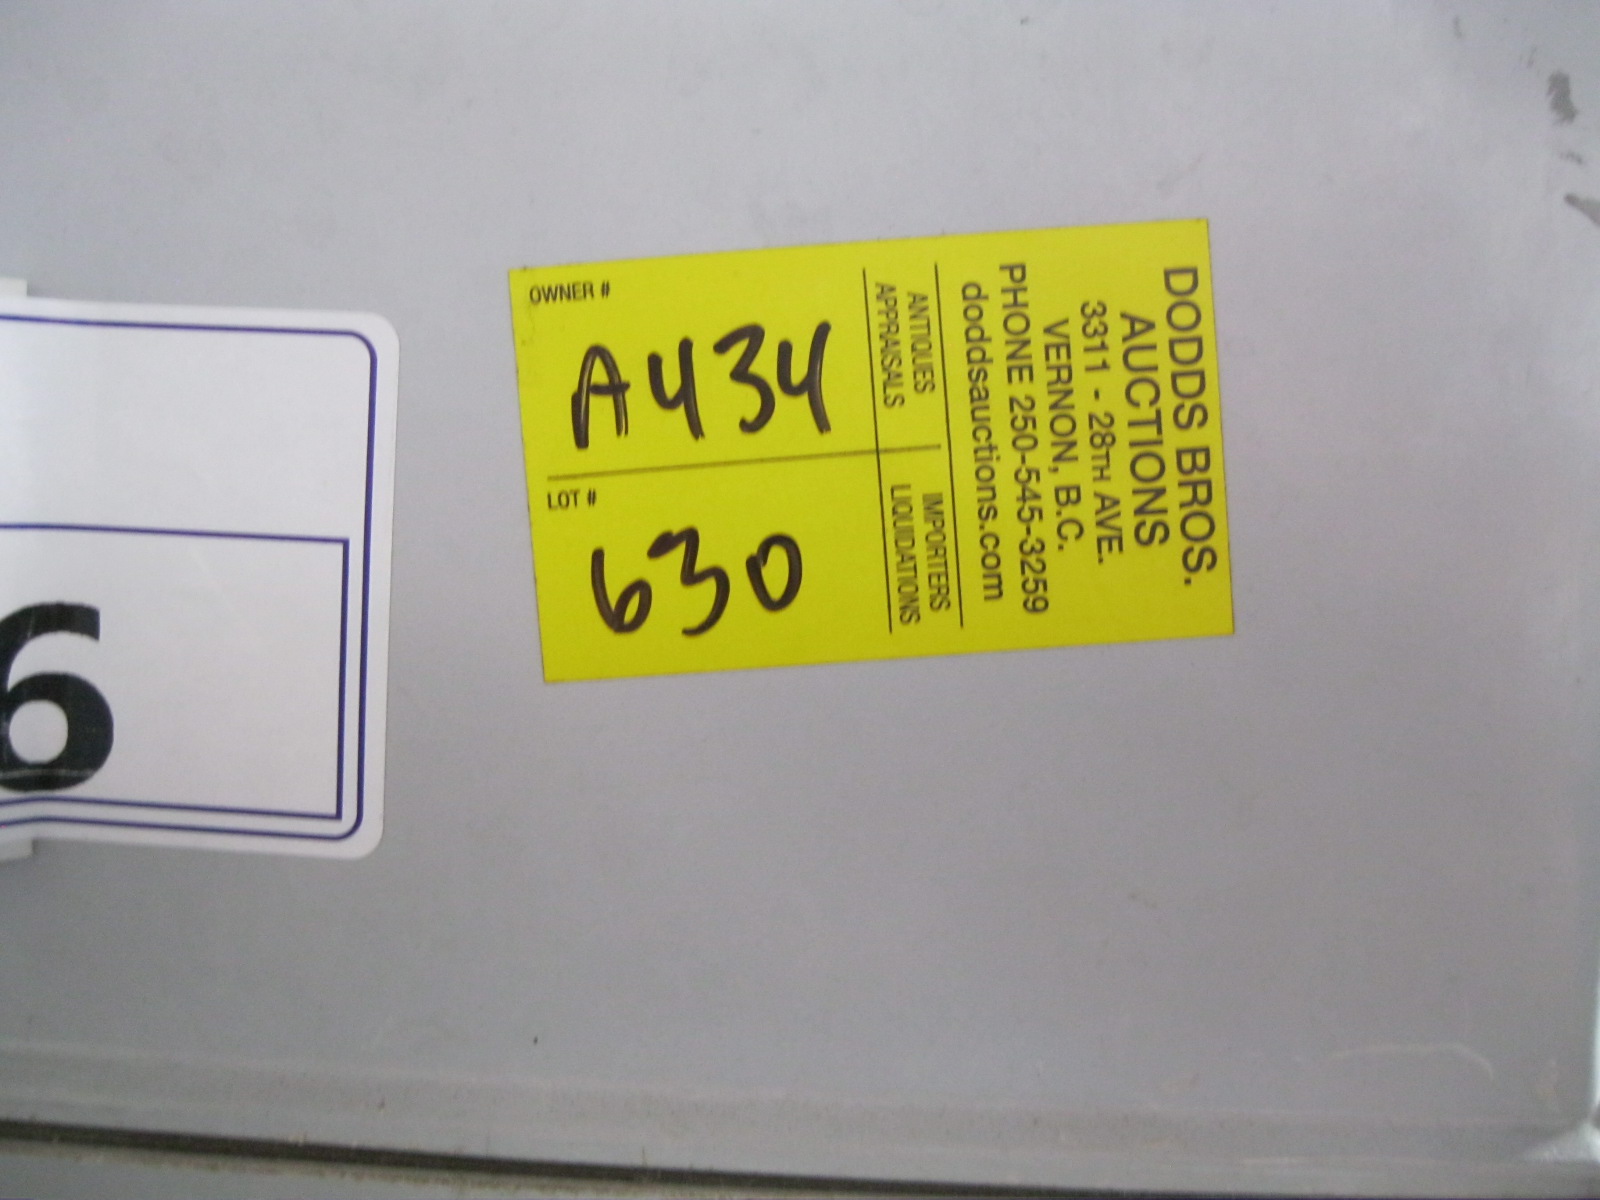 DODDS BROS.
AUCTIONS
3311 - 28TH AVE.
VERNON, B.C.
PHONE 250-545-3259
doddsauctions.com
ANTIQUES
APPRAISALS
IMPORTERS
LIQUIDATIONS
OWNER #
A434
LOT #
630
6